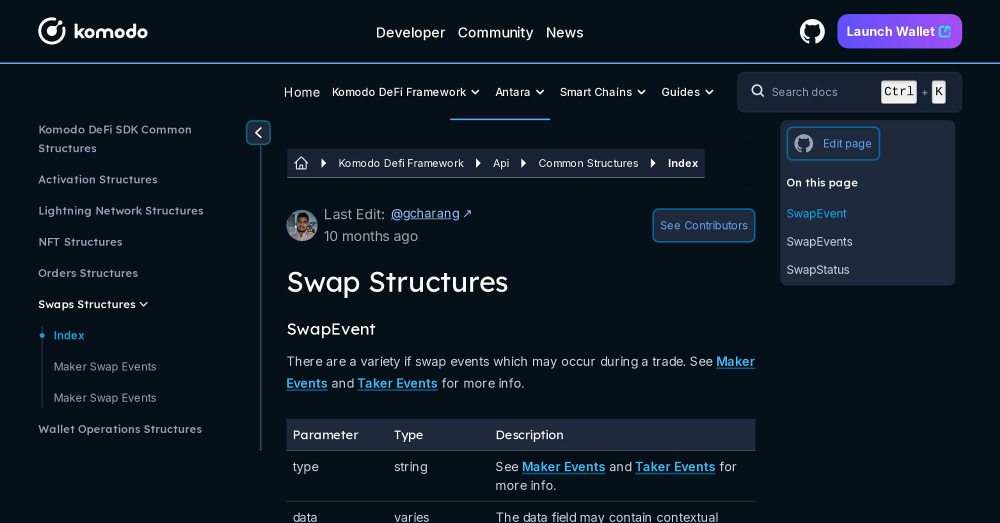 komodo
Developer Community News
Launch Wallet
Home Komodo DeFi Framework Antara Smart Chains Guides
Search docs Ctrl + K
Komodo DeFi SDK Common
Structures
Activation Structures
Lightning Network Structures
NFT Structures
Orders Structures
Swaps Structures
Index
Maker Swap Events
Maker Swap Events
Wallet Operations Structures
Komodo Defi Framework Api Common Structures Index
Last Edit: @gcharang ↗
10 months ago
See Contributors
Swap Structures
SwapEvent
There are a variety if swap events which may occur during a trade. See Maker
Events and Taker Events for more info.
Parameter Type Description
type string See Maker Events and Taker Events for
more info.
data varies The data field may contain contextual
Edit page
On this page
SwapEvent
SwapEvents
SwapStatus